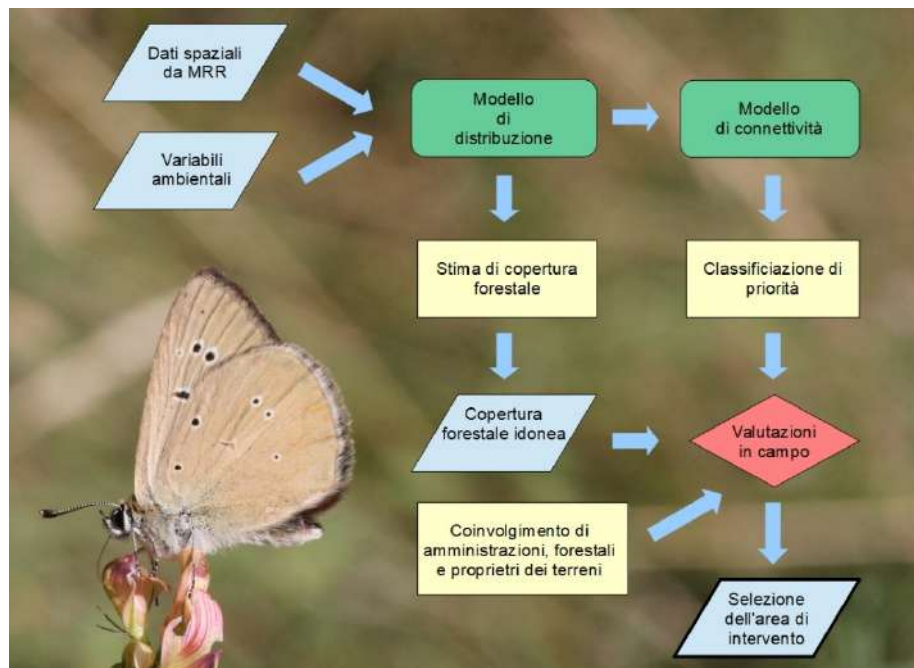 Dati spaziali
da MRR
Variabili
ambientali
Modello
di
distribuzione
Modello
di connettività
Stima di copertura
forestale
Classificiazione di
priorità
Copertura
forestale idonea
Valutazioni
in campo
Coinvolgimento di
amministrazioni, forestali
e proprietri dei terreni
Selezione
dell'area di
intervento